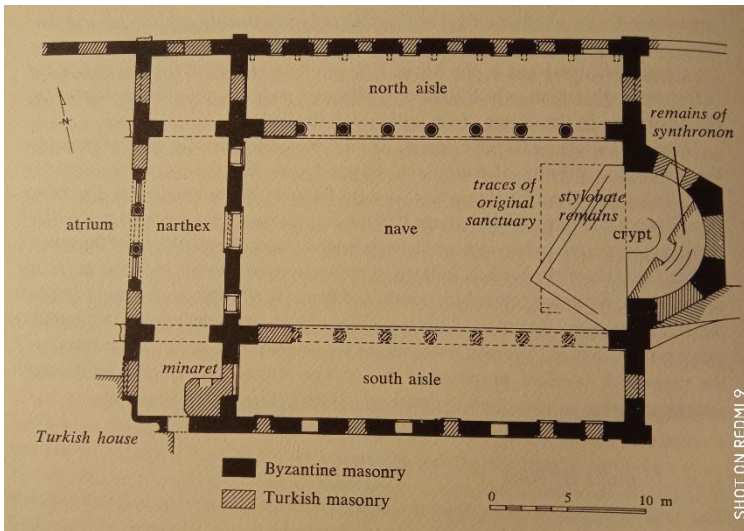 north aisle
remains of
synthronon
N
traces of
original
sanctuary
stylobate
remains
atrium
narthex
nave
crypt
minaret
south aisle
Turkish house
Byzantine masonry
Turkish masonry
0 5 10 m
SHOT ON REDMI 9